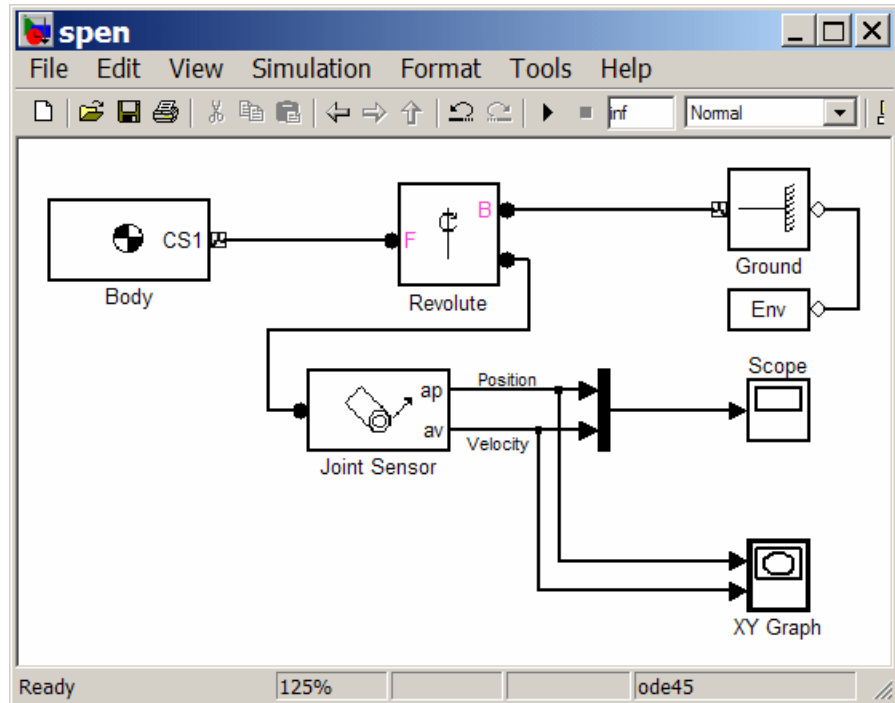 spen
File Edit View Simulation Format Tools Help
inf Normal
CS1
Body
F B
Revolute
Ground
Env
Scope
ap Position
av Velocity
Joint Sensor
XY Graph
Ready 125% ode45